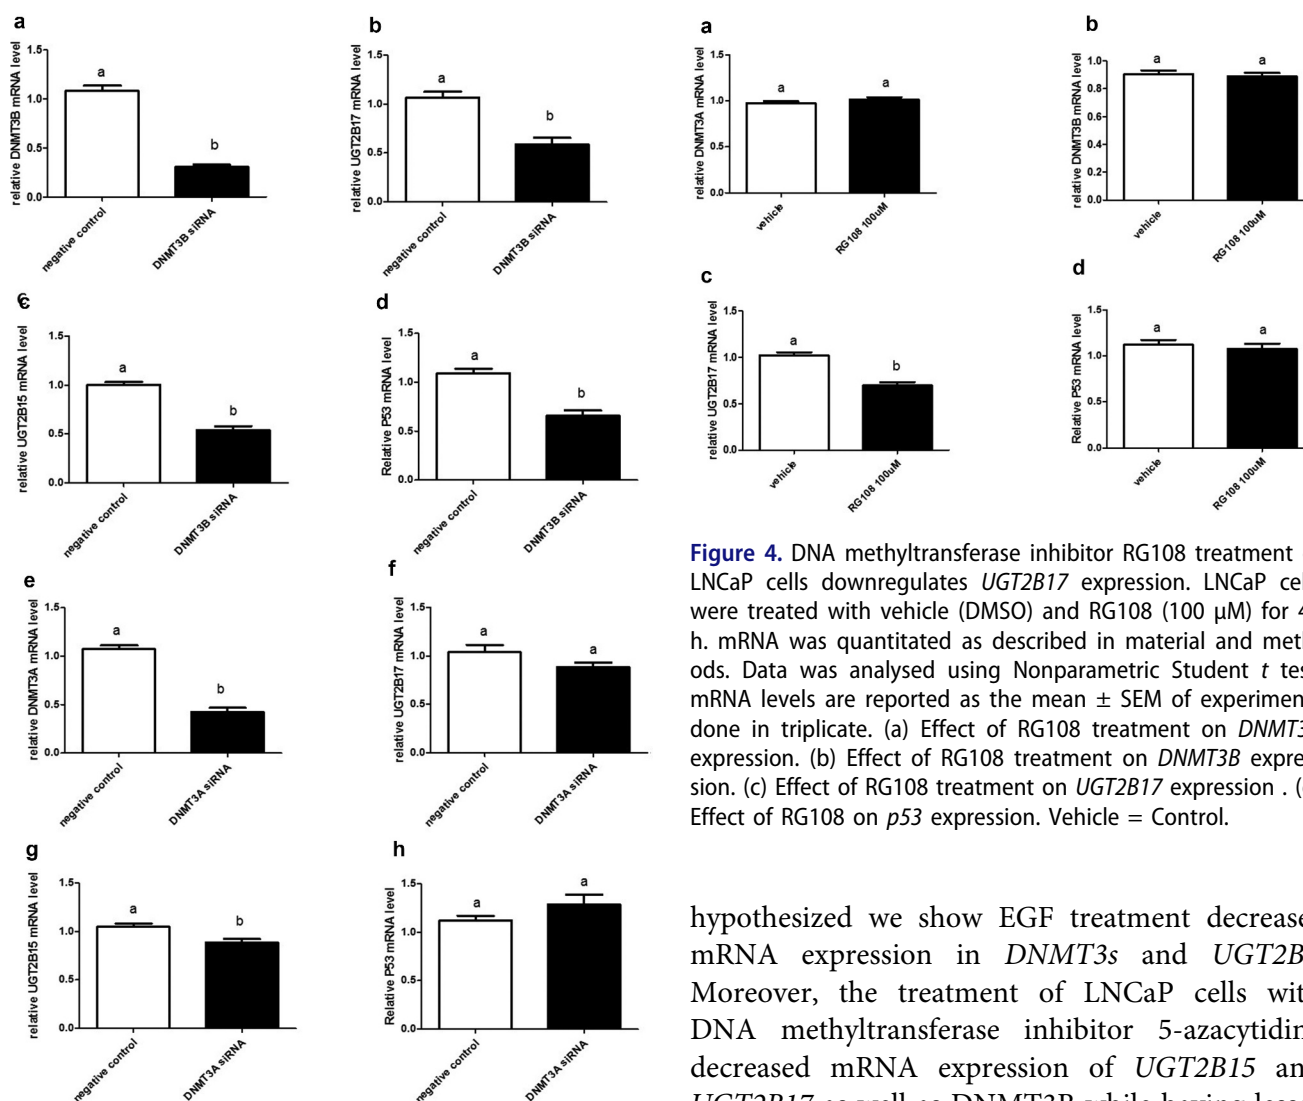 a
relative DNMT3B mRNA level
1.5
1.0
0.5
0.0
a
b
negative control
DNMT3B siRNA
b
relative UGT2B17 mRNA level
1.5
1.0
0.5
0.0
a
b
negative control
DNMT3B siRNA
c
relative UGT2B15 mRNA level
1.5
1.0
0.5
0.0
a
b
negative control
DNMT3B siRNA
d
Relative P53 mRNA level
1.5
1.0
0.5
0.0
a
b
negative control
DNMT3B siRNA
e
relative DNMT3A mRNA level
1.5
1.0
0.5
0.0
a
b
negative control
DNMT3A siRNA
f
relative UGT2B17 mRNA level
1.5
1.0
0.5
0.0
a
a
negative control
DNMT3A siRNA
g
relative UGT2B15 mRNA level
1.5
1.0
0.5
0.0
a
b
negative control
DNMT3A siRNA
h
Relative P53 mRNA level
1.5
1.0
0.5
0.0
a
a
negative control
DNMT3A siRNA
a
relative DNMT3A mRNA level
1.5
1.0
0.5
0.0
a
a
vehicle
RG108 100uM
b
relative DNMT3B mRNA level
1.0
0.8
0.6
0.4
0.2
0.0
a
a
vehicle
RG108 100uM
c
relative UGT2B17 mRNA level
1.5
1.0
0.5
0.0
a
b
vehicle
RG108 100uM
d
Relative P53 mRNA level
1.5
1.0
0.5
0.0
a
a
vehicle
RG108 100uM
Figure 4. DNA methyltransferase inhibitor RG108 treatment
LNCaP cells downregulates UGT2B17 expression. LNCaP cel
were treated with vehicle (DMSO) and RG108 (100 µM) for 4
h. mRNA was quantitated as described in material and meth
ods. Data was analysed using Nonparametric Student t tes
mRNA levels are reported as the mean ± SEM of experimen
done in triplicate. (a) Effect of RG108 treatment on DNMT3
expression. (b) Effect of RG108 treatment on DNMT3B expre
sion. (c) Effect of RG108 treatment on UGT2B17 expression . (
Effect of RG108 on p53 expression. Vehicle = Control.
hypothesized we show EGF treatment decrease
mRNA expression in DNMT3s and UGT2B
Moreover, the treatment of LNCaP cells wit
DNA methyltransferase inhibitor 5-azacytidin
decreased mRNA expression of UGT2B15 an
UGT2B17 as well as DNMT3B while having less